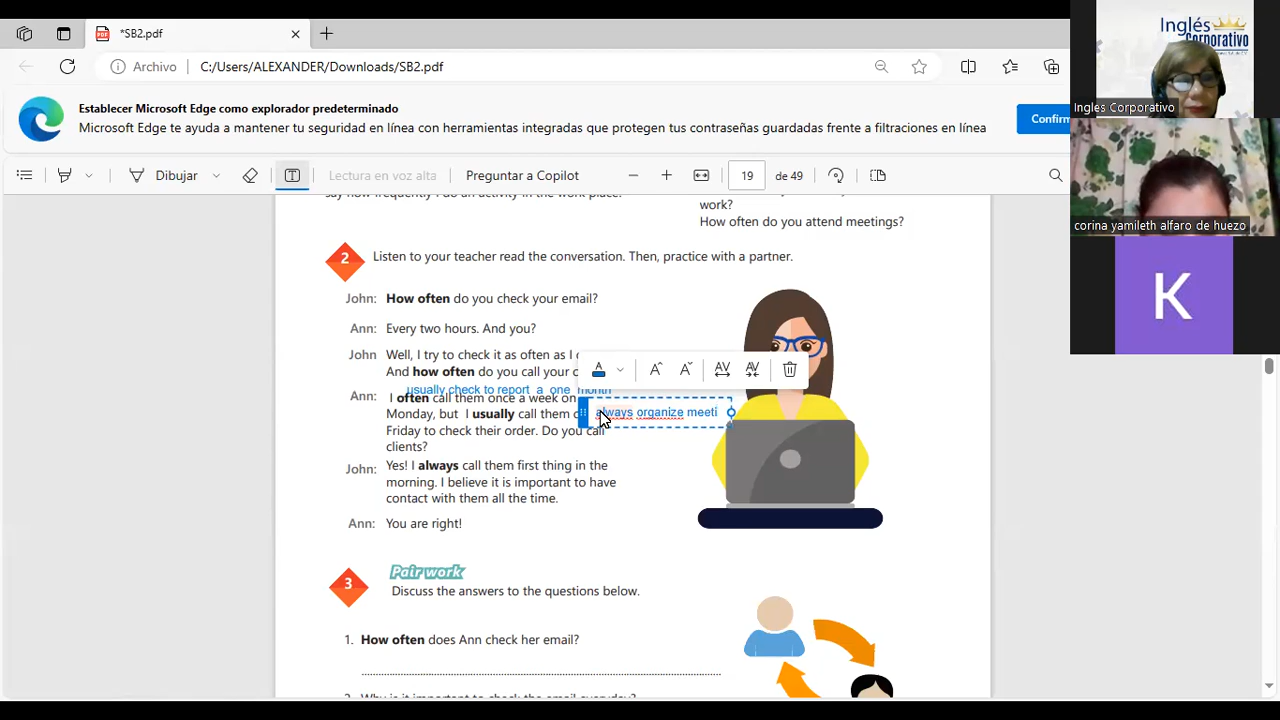 *SB2.pdf
Archivo
C:/Users/ALEXANDER/Downloads/SB2.pdf
Establecer Microsoft Edge como explorador predeterminado
Microsoft Edge te ayuda a mantener tu seguridad en línea con herramientas integradas que protegen tus contraseñas guardadas frente a filtraciones en línea
Confirm
Dibujar
Lectura en voz alta
Preguntar a Copilot
19
de 49
work?
How often do you attend meetings?
2
Listen to your teacher read the conversation. Then, practice with a partner.
John: How often do you check your email?
Ann: Every two hours. And you?
John Well, I try to check it as often as I
And how often do you call your
usually check to report a one month
Ann: I often call them once a week on
always organize meeti
Monday, but I usually call them
Friday to check their order. Do you call
clients?
John: Yes! I always call them first thing in the
morning. I believe it is important to have
contact with them all the time.
Ann: You are right!
3
Pair work
Discuss the answers to the questions below.
1. How often does Ann check her email?
Inglés
Corporativo
Ingles Corporativo
corina yamileth alfaro de huezo
K